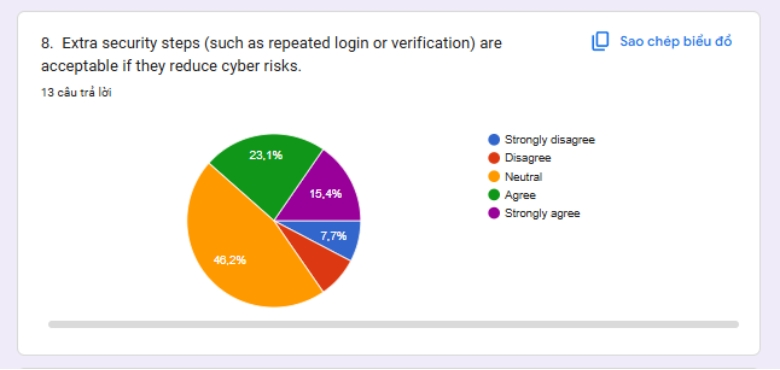 8. Extra security steps (such as repeated login or verification) are
acceptable if they reduce cyber risks.
Sao chép biểu đồ
13 câu trả lời
23,1%
15,4%
7,7%
46,2%
Strongly disagree
Disagree
Neutral
Agree
Strongly agree